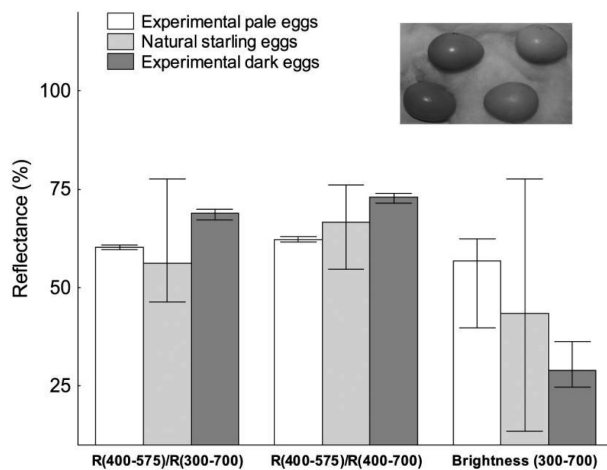 Experimental pale eggs
Natural starling eggs
Experimental dark eggs
100
75
50
25
Reflectance (%)
R(400-575)/R(300-700)
R(400-575)/R(400-700)
Brightness (300-700)